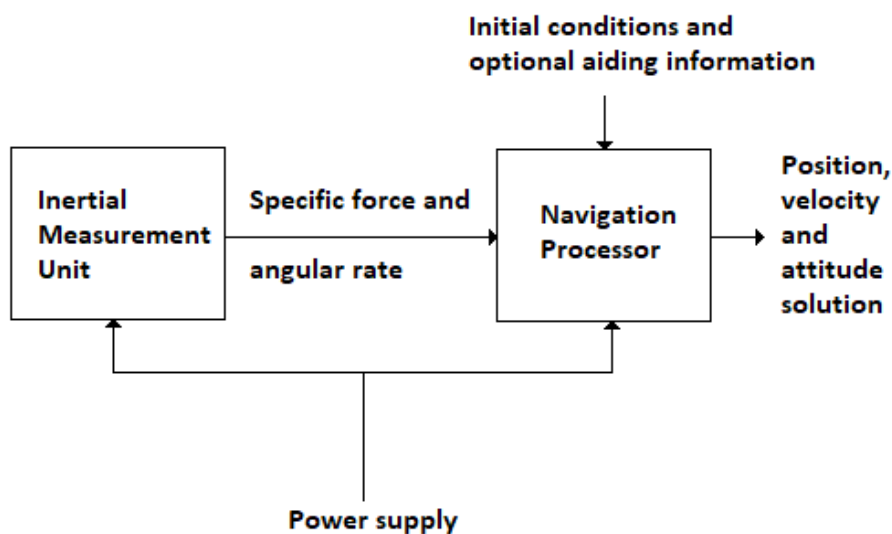 Initial conditions and
optional aiding information
Inertial
Measurement
Unit
Specific force and
angular rate
Navigation
Processor
Position,
velocity
and
attitude
solution
Power supply